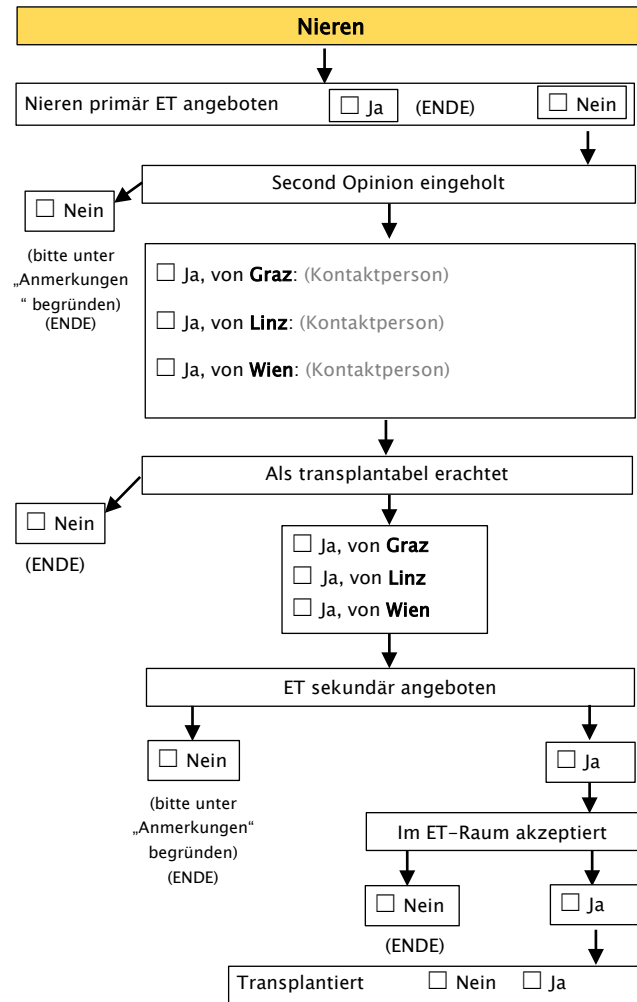 Nieren
Nieren primär ET angeboten ☐ Ja (ENDE) ☐ Nein
Second Opinion eingeholt
☐ Nein
(bitte unter
„Anmerkungen
“ begründen)
(ENDE)
☐ Ja, von Graz: (Kontaktperson)
☐ Ja, von Linz: (Kontaktperson)
☐ Ja, von Wien: (Kontaktperson)
Als transplantabel erachtet
☐ Nein
(ENDE)
☐ Ja, von Graz
☐ Ja, von Linz
☐ Ja, von Wien
ET sekundär angeboten
☐ Nein
(bitte unter
„Anmerkungen“
begründen)
(ENDE)
☐ Ja
Im ET-Raum akzeptiert
☐ Nein
(ENDE)
☐ Ja
Transplantiert ☐ Nein ☐ Ja